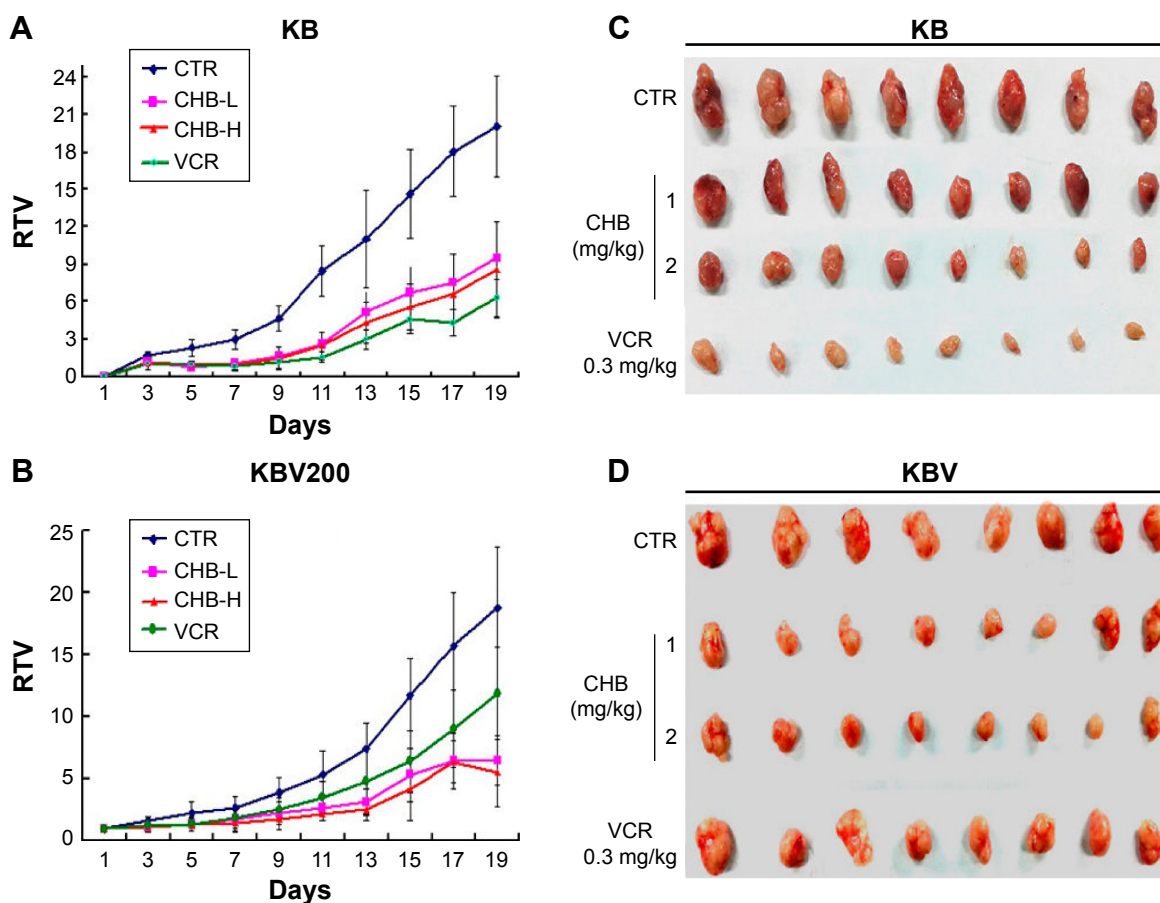 A
KB
CTR
CHB-L
CHB-H
VCR
RTV
24
21
18
15
12
9
6
3
0
1 3 5 7 9 11 13 15 17 19
Days
B
KBV200
CTR
CHB-L
CHB-H
VCR
RTV
25
20
15
10
5
0
1 3 5 7 9 11 13 15 17 19
Days
C
KB
CTR
1
CHB
(mg/kg)
2
VCR
0.3 mg/kg
D
KBV
CTR
1
CHB
(mg/kg)
2
VCR
0.3 mg/kg